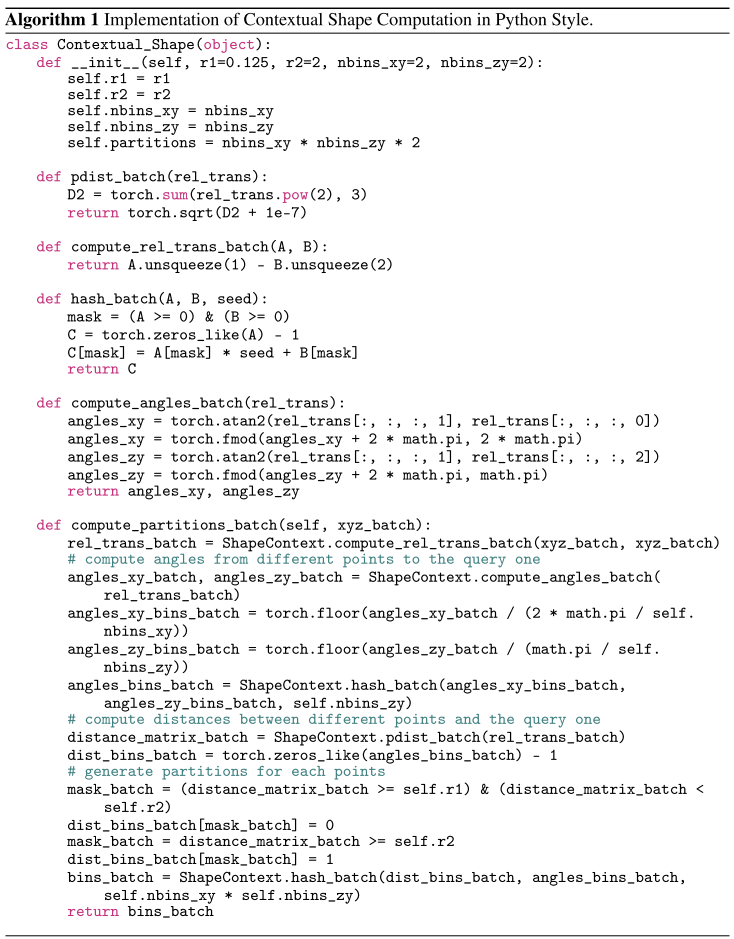 Algorithm 1 Implementation of Contextual Shape Computation in Python Style.
class Contextual_Shape(object):
    def __init__(self, r1=0.125, r2=2, nbins_xy=2, nbins_zy=2):
        self.r1 = r1
        self.r2 = r2
        self.nbins_xy = nbins_xy
        self.nbins_zy = nbins_zy
        self.partitions = nbins_xy * nbins_zy * 2

    def pdist_batch(rel_trans):
        D2 = torch.sum(rel_trans.pow(2), 3)
        return torch.sqrt(D2 + 1e-7)

    def compute_rel_trans_batch(A, B):
        return A.unsqueeze(1) - B.unsqueeze(2)

    def hash_batch(A, B, seed):
        mask = (A >= 0) & (B >= 0)
        C = torch.zeros_like(A) - 1
        C[mask] = A[mask] * seed + B[mask]
        return C

    def compute_angles_batch(rel_trans):
        angles_xy = torch.atan2(rel_trans[:, :, :, 1], rel_trans[:, :, :, 0])
        angles_xy = torch.fmod(angles_xy + 2 * math.pi, 2 * math.pi)
        angles_zy = torch.atan2(rel_trans[:, :, :, 1], rel_trans[:, :, :, 2])
        angles_zy = torch.fmod(angles_zy + 2 * math.pi, math.pi)
        return angles_xy, angles_zy

    def compute_partitions_batch(self, xyz_batch):
        rel_trans_batch = ShapeContext.compute_rel_trans_batch(xyz_batch, xyz_batch)
        # compute angles from different points to the query one
        angles_xy_batch, angles_zy_batch = ShapeContext.compute_angles_batch(
            rel_trans_batch)
        angles_xy_bins_batch = torch.floor(angles_xy_batch / (2 * math.pi / self.
            nbins_xy))
        angles_zy_bins_batch = torch.floor(angles_zy_batch / (math.pi / self.
            nbins_zy))
        angles_bins_batch = ShapeContext.hash_batch(angles_xy_bins_batch,
            angles_zy_bins_batch, self.nbins_zy)
        # compute distances between different points and the query one
        distance_matrix_batch = ShapeContext.pdist_batch(rel_trans_batch)
        dist_bins_batch = torch.zeros_like(angles_bins_batch) - 1
        # generate partitions for each points
        mask_batch = (distance_matrix_batch >= self.r1) & (distance_matrix_batch <
            self.r2)
        dist_bins_batch[mask_batch] = 0
        mask_batch = distance_matrix_batch >= self.r2
        dist_bins_batch[mask_batch] = 1
        bins_batch = ShapeContext.hash_batch(dist_bins_batch, angles_bins_batch,
            self.nbins_xy * self.nbins_zy)
        return bins_batch